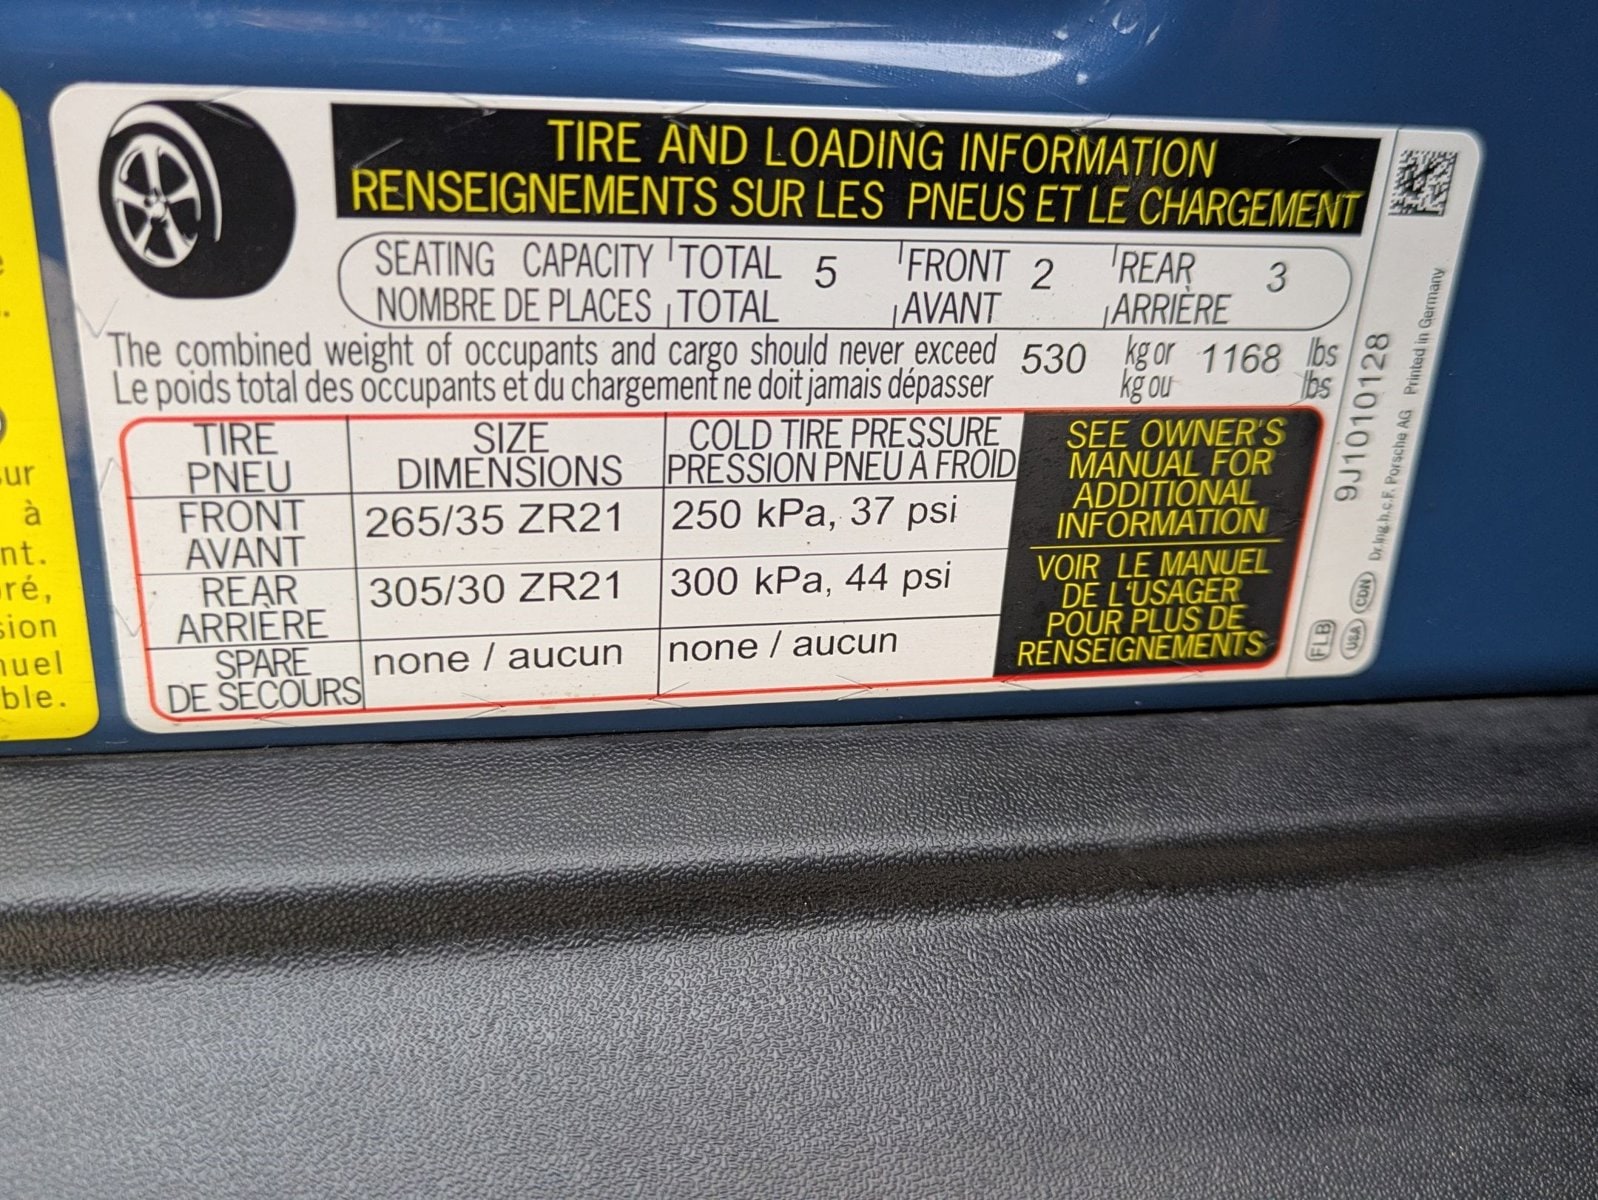 TIRE AND LOADING INFORMATION
RENSEIGNEMENTS SUR LES PNEUS ET LE CHARGEMENT
SEATING CAPACITY TOTAL 5 FRONT 2 REAR 3
NOMBRE DE PLACES TOTAL AVANT ARRIÈRE
The combined weight of occupants and cargo should never exceed 530 kg or 1168 lbs
Le poids total des occupants et du chargement ne doit jamais dépasser kg ou lbs
TIRE SIZE COLD TIRE PRESSURE
PNEU DIMENSIONS PRESSION PNEU À FROID
FRONT 265/35 ZR21 250 kPa, 37 psi
AVANT
REAR 305/30 ZR21 300 kPa, 44 psi
ARRIÈRE
SPARE none / aucun none / aucun
DE SECOURS
SEE OWNER'S
MANUAL FOR
ADDITIONAL
INFORMATION
VOIR LE MANUEL
DE L'USAGER
POUR PLUS DE
RENSEIGNEMENTS
9J1010128
Dr.Ing.h.c.F. Porsche AG Printed in Germany
FLB USA CDN
à